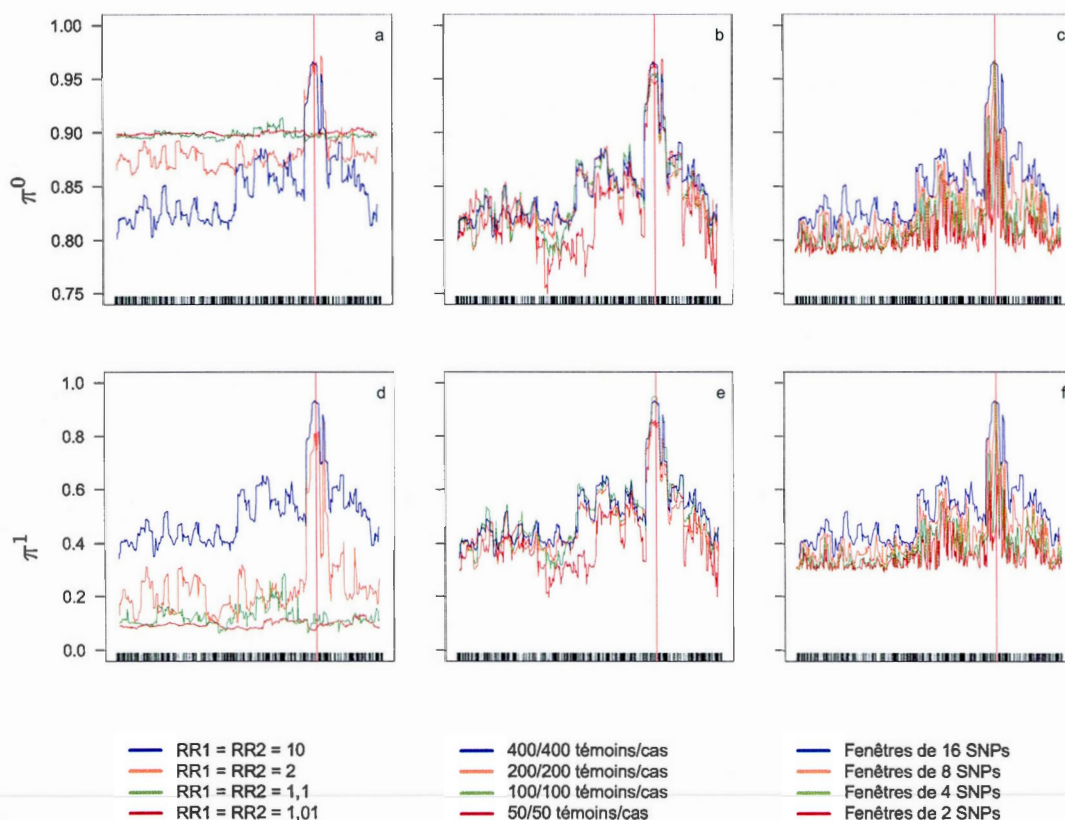 a
b
c
1.00
0.95
0.90
0.85
0.80
0.75
π⁰
d
e
f
1.0
0.8
0.6
0.4
0.2
0.0
π¹
RR1 = RR2 = 10
RR1 = RR2 = 2
RR1 = RR2 = 1,1
RR1 = RR2 = 1,01
400/400 témoins/cas
200/200 témoins/cas
100/100 témoins/cas
50/50 témoins/cas
Fenêtres de 16 SNPs
Fenêtres de 8 SNPs
Fenêtres de 4 SNPs
Fenêtres de 2 SNPs